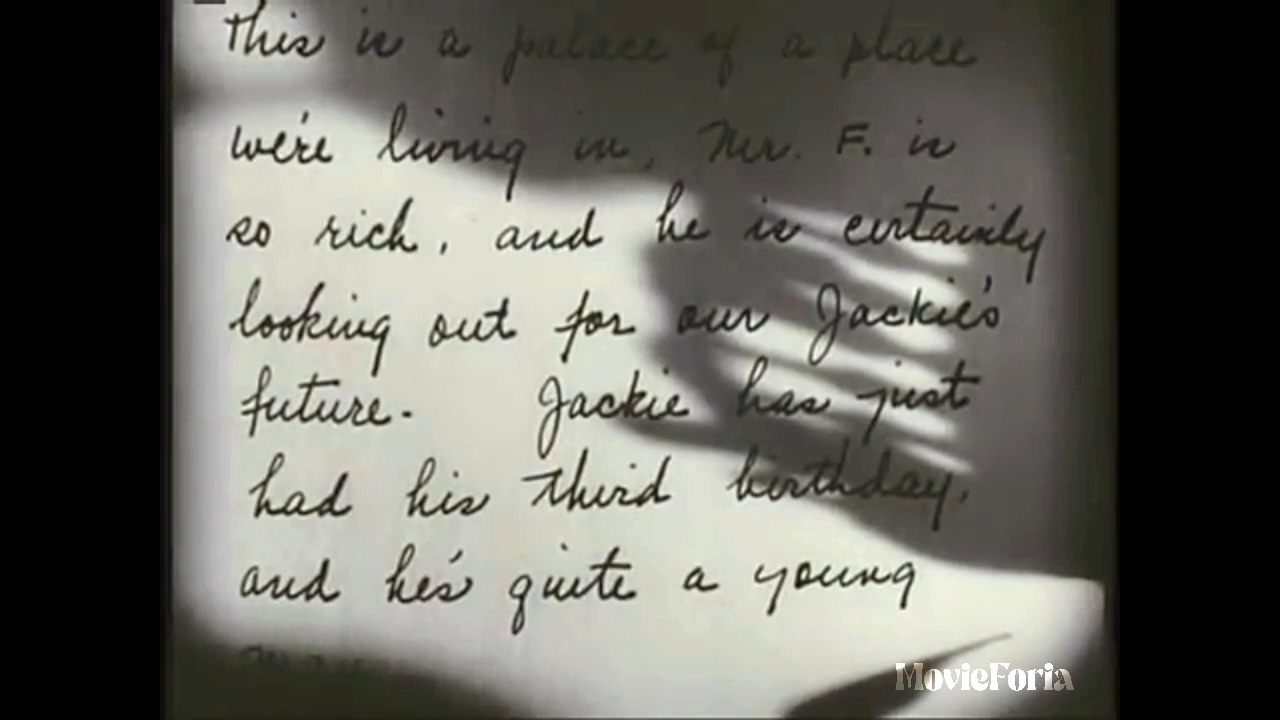 This is a palace of a place
we're living in, Mr. F. is
so rich, and he is certainly
looking out for our Jackie's
future. Jackie has just
had his third birthday,
and he's quite a young
man
MovieForia